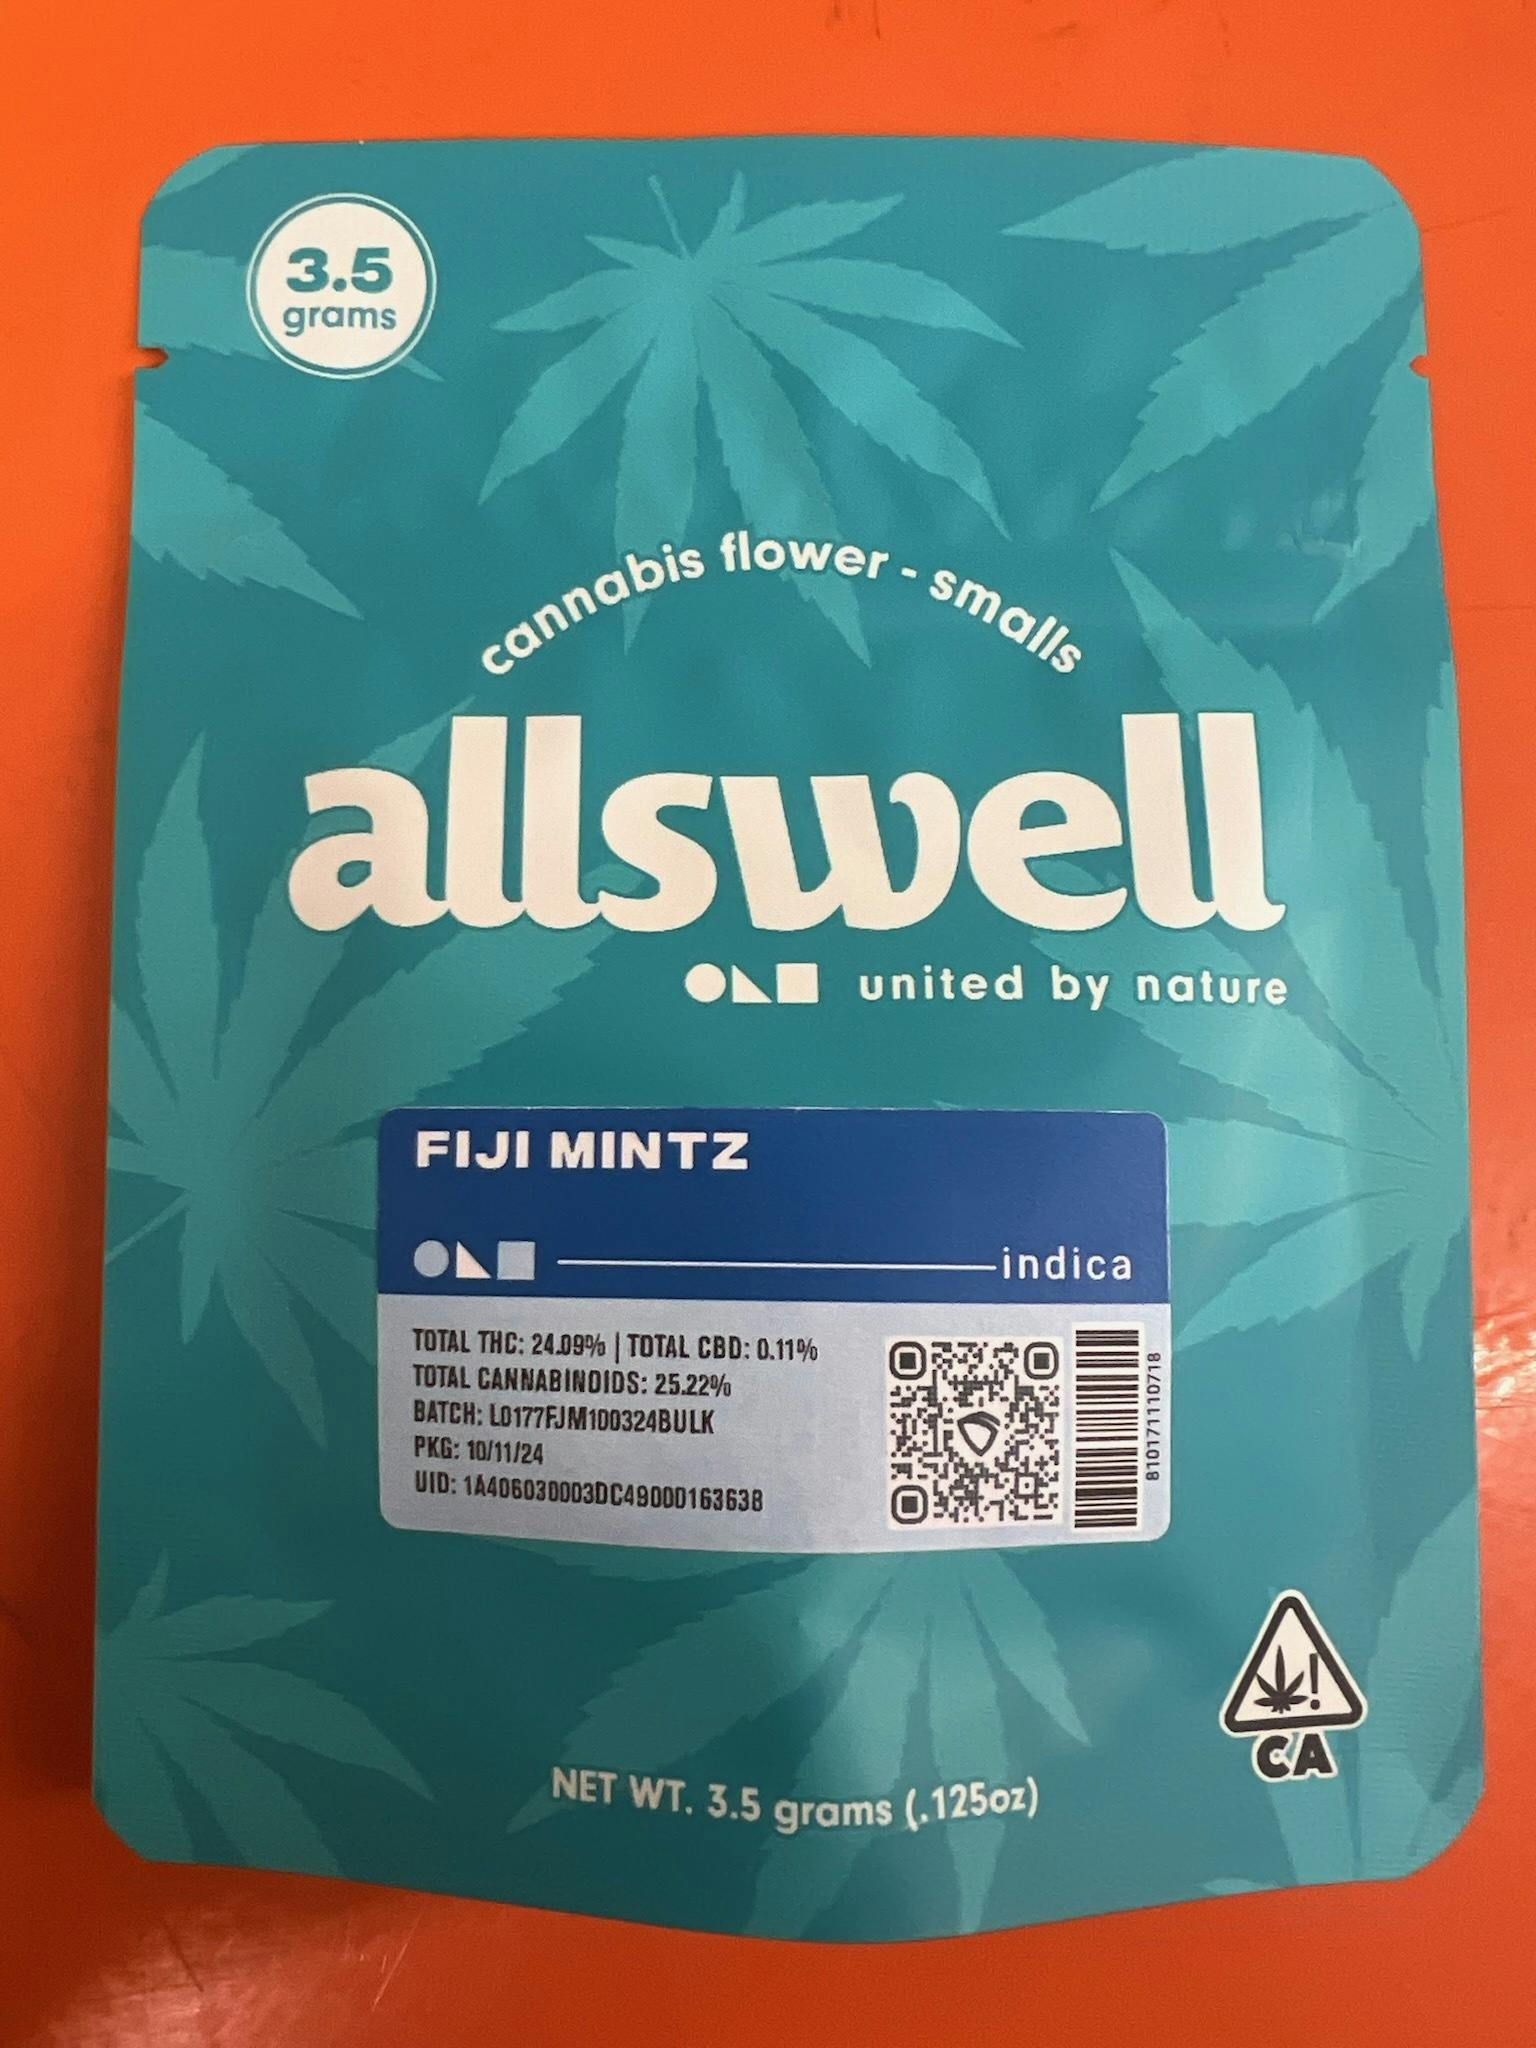 3.5
grams
cannabis flower - smalls
allswell
united by nature
FIJI MINTZ
indica
TOTAL THC: 24.09% | TOTAL CBD: 0.11%
TOTAL CANNABINOIDS: 25.22%
BATCH: L0177FJM100324BULK
PKG: 10/11/24
UID: 1A406030003DC49000163638
810171110718
!
CA
NET WT. 3.5 grams (.125oz)